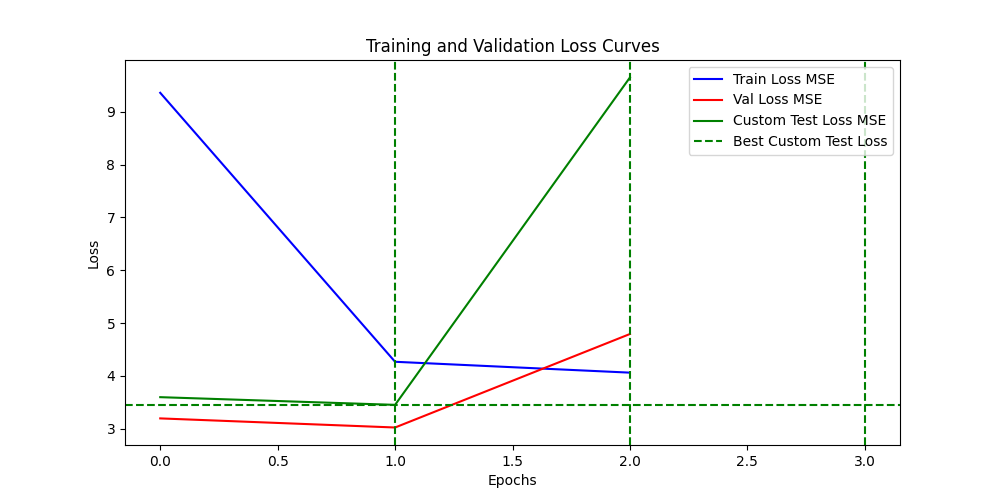 Training and Validation Loss Curves
Train Loss MSE
Val Loss MSE
Custom Test Loss MSE
Best Custom Test Loss
Loss
9
8
7
6
5
4
3
0.0 0.5 1.0 1.5 2.0 2.5 3.0
Epochs